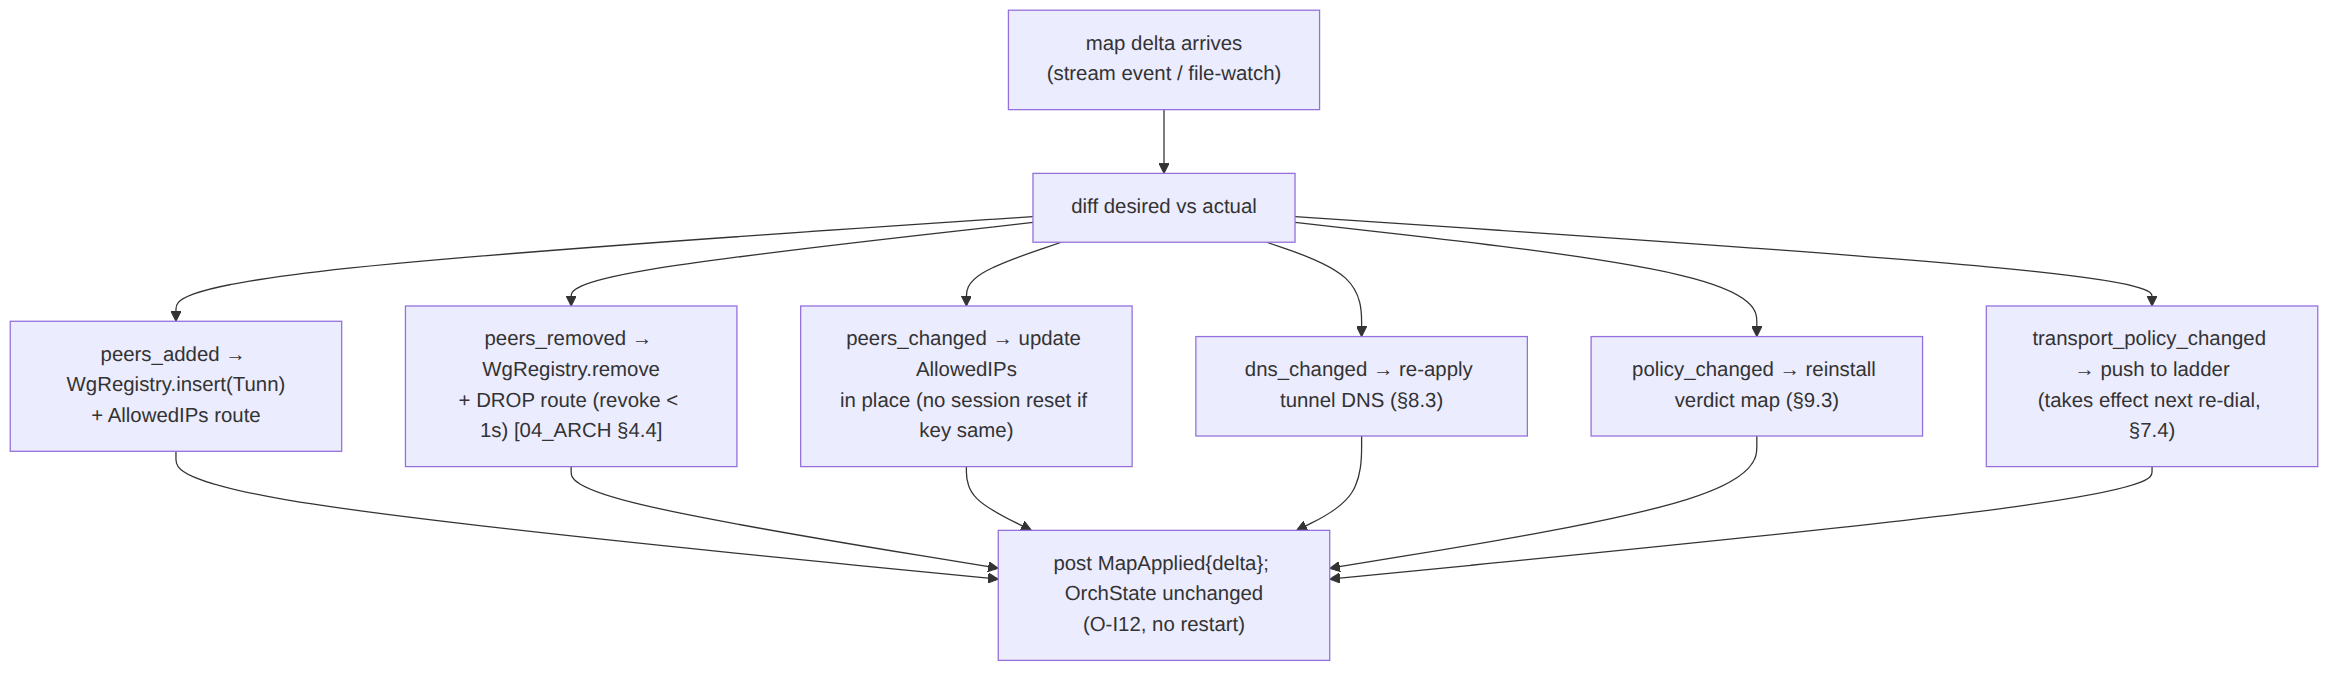 map delta arrives
(stream event / file-watch)
diff desired vs actual
peers_added →
WgRegistry.insert(Tunn)
+ AllowedIPs route
peers_removed →
WgRegistry.remove
+ DROP route (revoke <
1s) [04_ARCH §4.4]
peers_changed → update
AllowedIPs
in place (no session reset if
key same)
dns_changed → re-apply
tunnel DNS (§8.3)
policy_changed → reinstall
verdict map (§9.3)
transport_policy_changed
→ push to ladder
(takes effect next re-dial,
§7.4)
post MapApplied{delta};
OrchState unchanged
(O-I12, no restart)